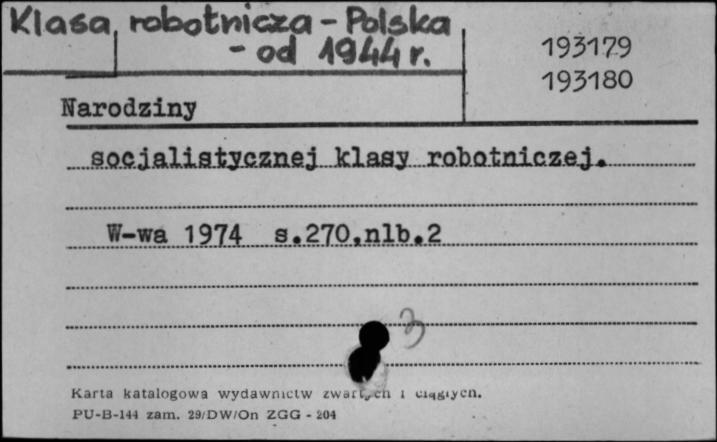 Klasa robotnicza - Polska
- od 1944 r.
193179
193180
Narodziny
socjalistycznej klasy robotniczej.
W-wa 1974 s.270,nlb.2
3
Karta katalogowa wydawnictw zwartych i ciągłych.
PU-B-144 zam. 29/DW/On ZGG - 204